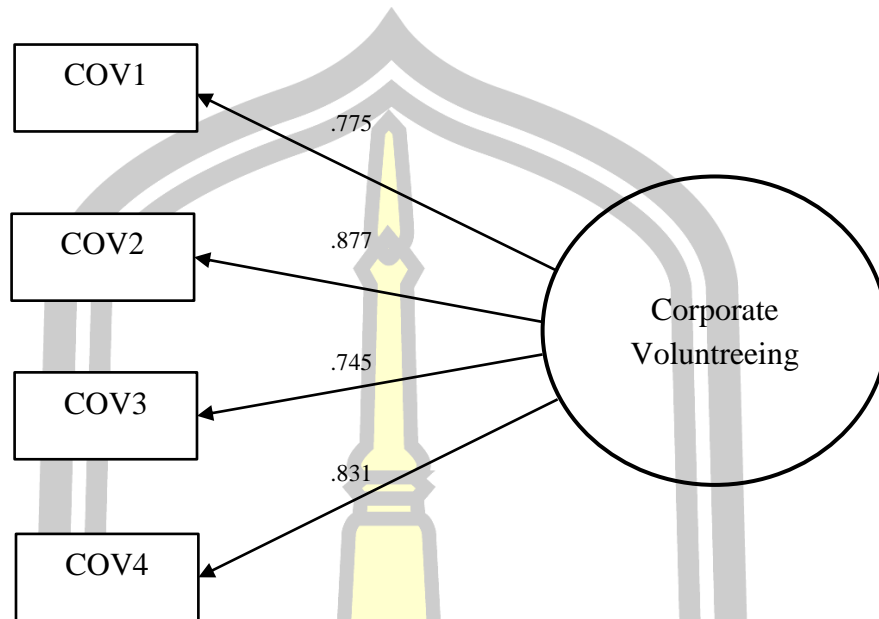 COV1
.775
COV2
.877
Corporate
Voluntreeing
.745
COV3
.831
COV4